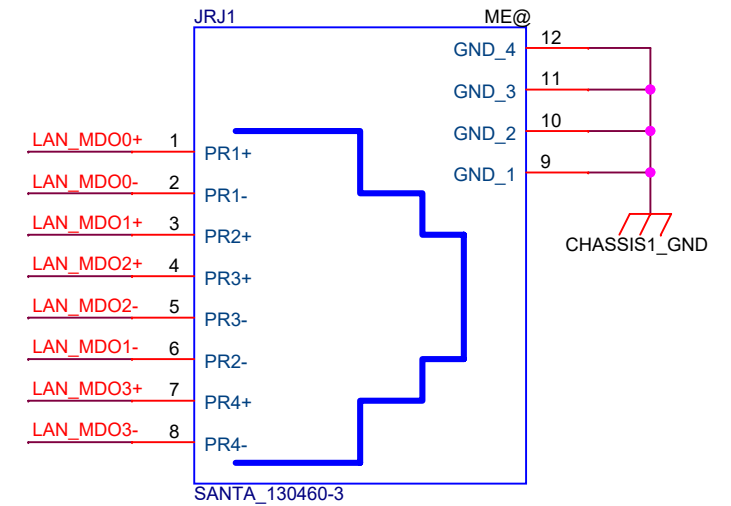 JRJ1 ME@
GND_4 12
GND_3 11
GND_2 10
GND_1 9
LAN_MDO0+ 1 PR1+
LAN_MDO0- 2 PR1-
LAN_MDO1+ 3 PR2+
LAN_MDO2+ 4 PR3+
LAN_MDO2- 5 PR3-
LAN_MDO1- 6 PR2-
LAN_MDO3+ 7 PR4+
LAN_MDO3- 8 PR4-
CHASSIS1_GND
SANTA_130460-3